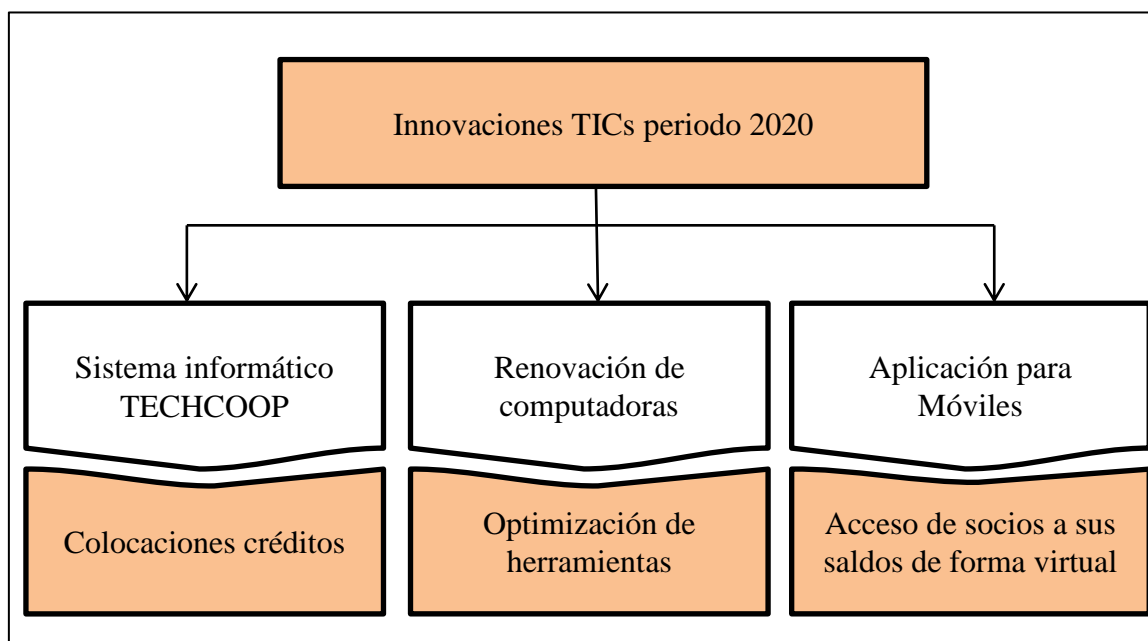 Innovaciones TICs periodo 2020
Sistema informático
TECHCOOP
Colocaciones créditos
Renovación de
computadoras
Optimización de
herramientas
Aplicación para
Móviles
Acceso de socios a sus
saldos de forma virtual